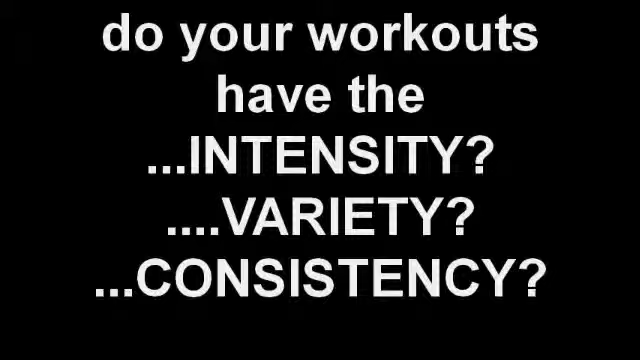 do your workouts
have the
...INTENSITY?
....VARIETY?
...CONSISTENCY?